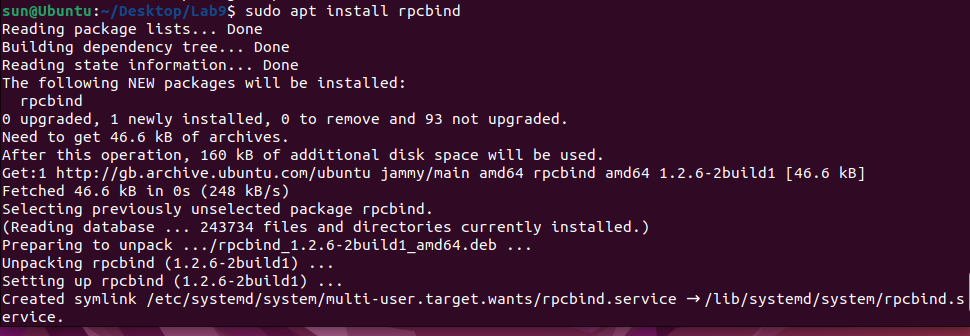 sun@Ubuntu:~/Desktop/Lab9$ sudo apt install rpcbind
Reading package lists... Done
Building dependency tree... Done
Reading state information... Done
The following NEW packages will be installed:
  rpcbind
0 upgraded, 1 newly installed, 0 to remove and 93 not upgraded.
Need to get 46.6 kB of archives.
After this operation, 160 kB of additional disk space will be used.
Get:1 http://gb.archive.ubuntu.com/ubuntu jammy/main amd64 rpcbind amd64 1.2.6-2build1 [46.6 kB]
Fetched 46.6 kB in 0s (248 kB/s)
Selecting previously unselected package rpcbind.
(Reading database ... 243734 files and directories currently installed.)
Preparing to unpack .../rpcbind_1.2.6-2build1_amd64.deb ...
Unpacking rpcbind (1.2.6-2build1) ...
Setting up rpcbind (1.2.6-2build1) ...
Created symlink /etc/systemd/system/multi-user.target.wants/rpcbind.service → /lib/systemd/system/rpcbind.s
ervice.